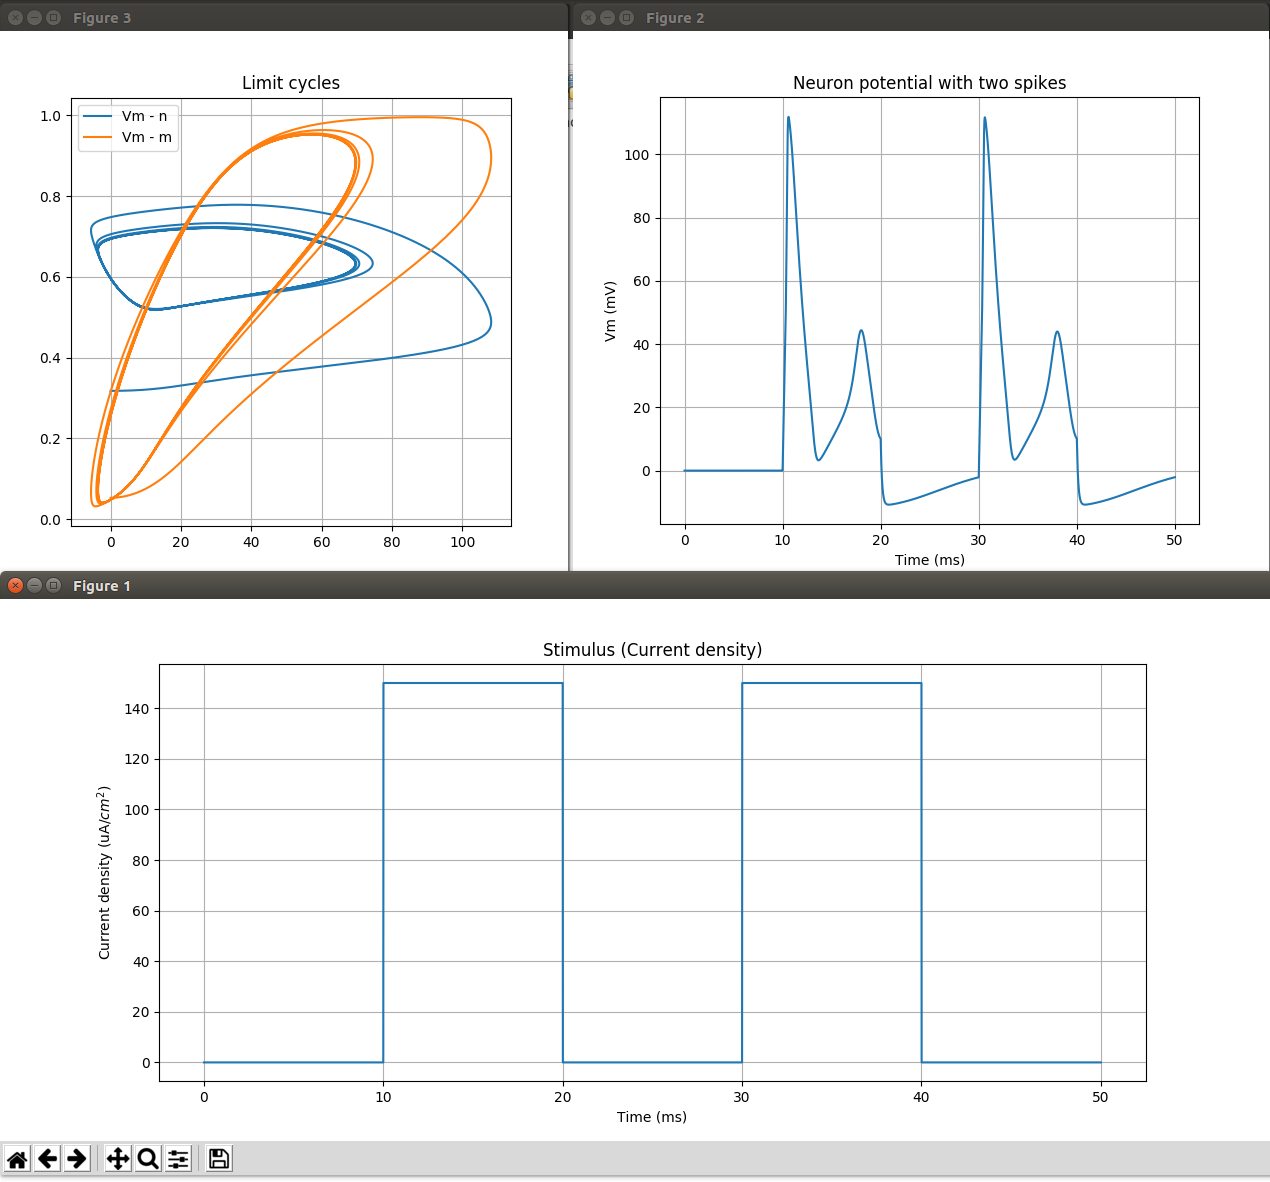 Figure 3
Limit cycles
Vm - n
Vm - m
1.0
0.8
0.6
0.4
0.2
0.0
0 20 40 60 80 100
Figure 2
Neuron potential with two spikes
Vm (mV)
100
80
60
40
20
0
0 10 20 30 40 50
Time (ms)
Figure 1
Stimulus (Current density)
Current density (uA/cm²)
140
120
100
80
60
40
20
0
0 10 20 30 40 50
Time (ms)